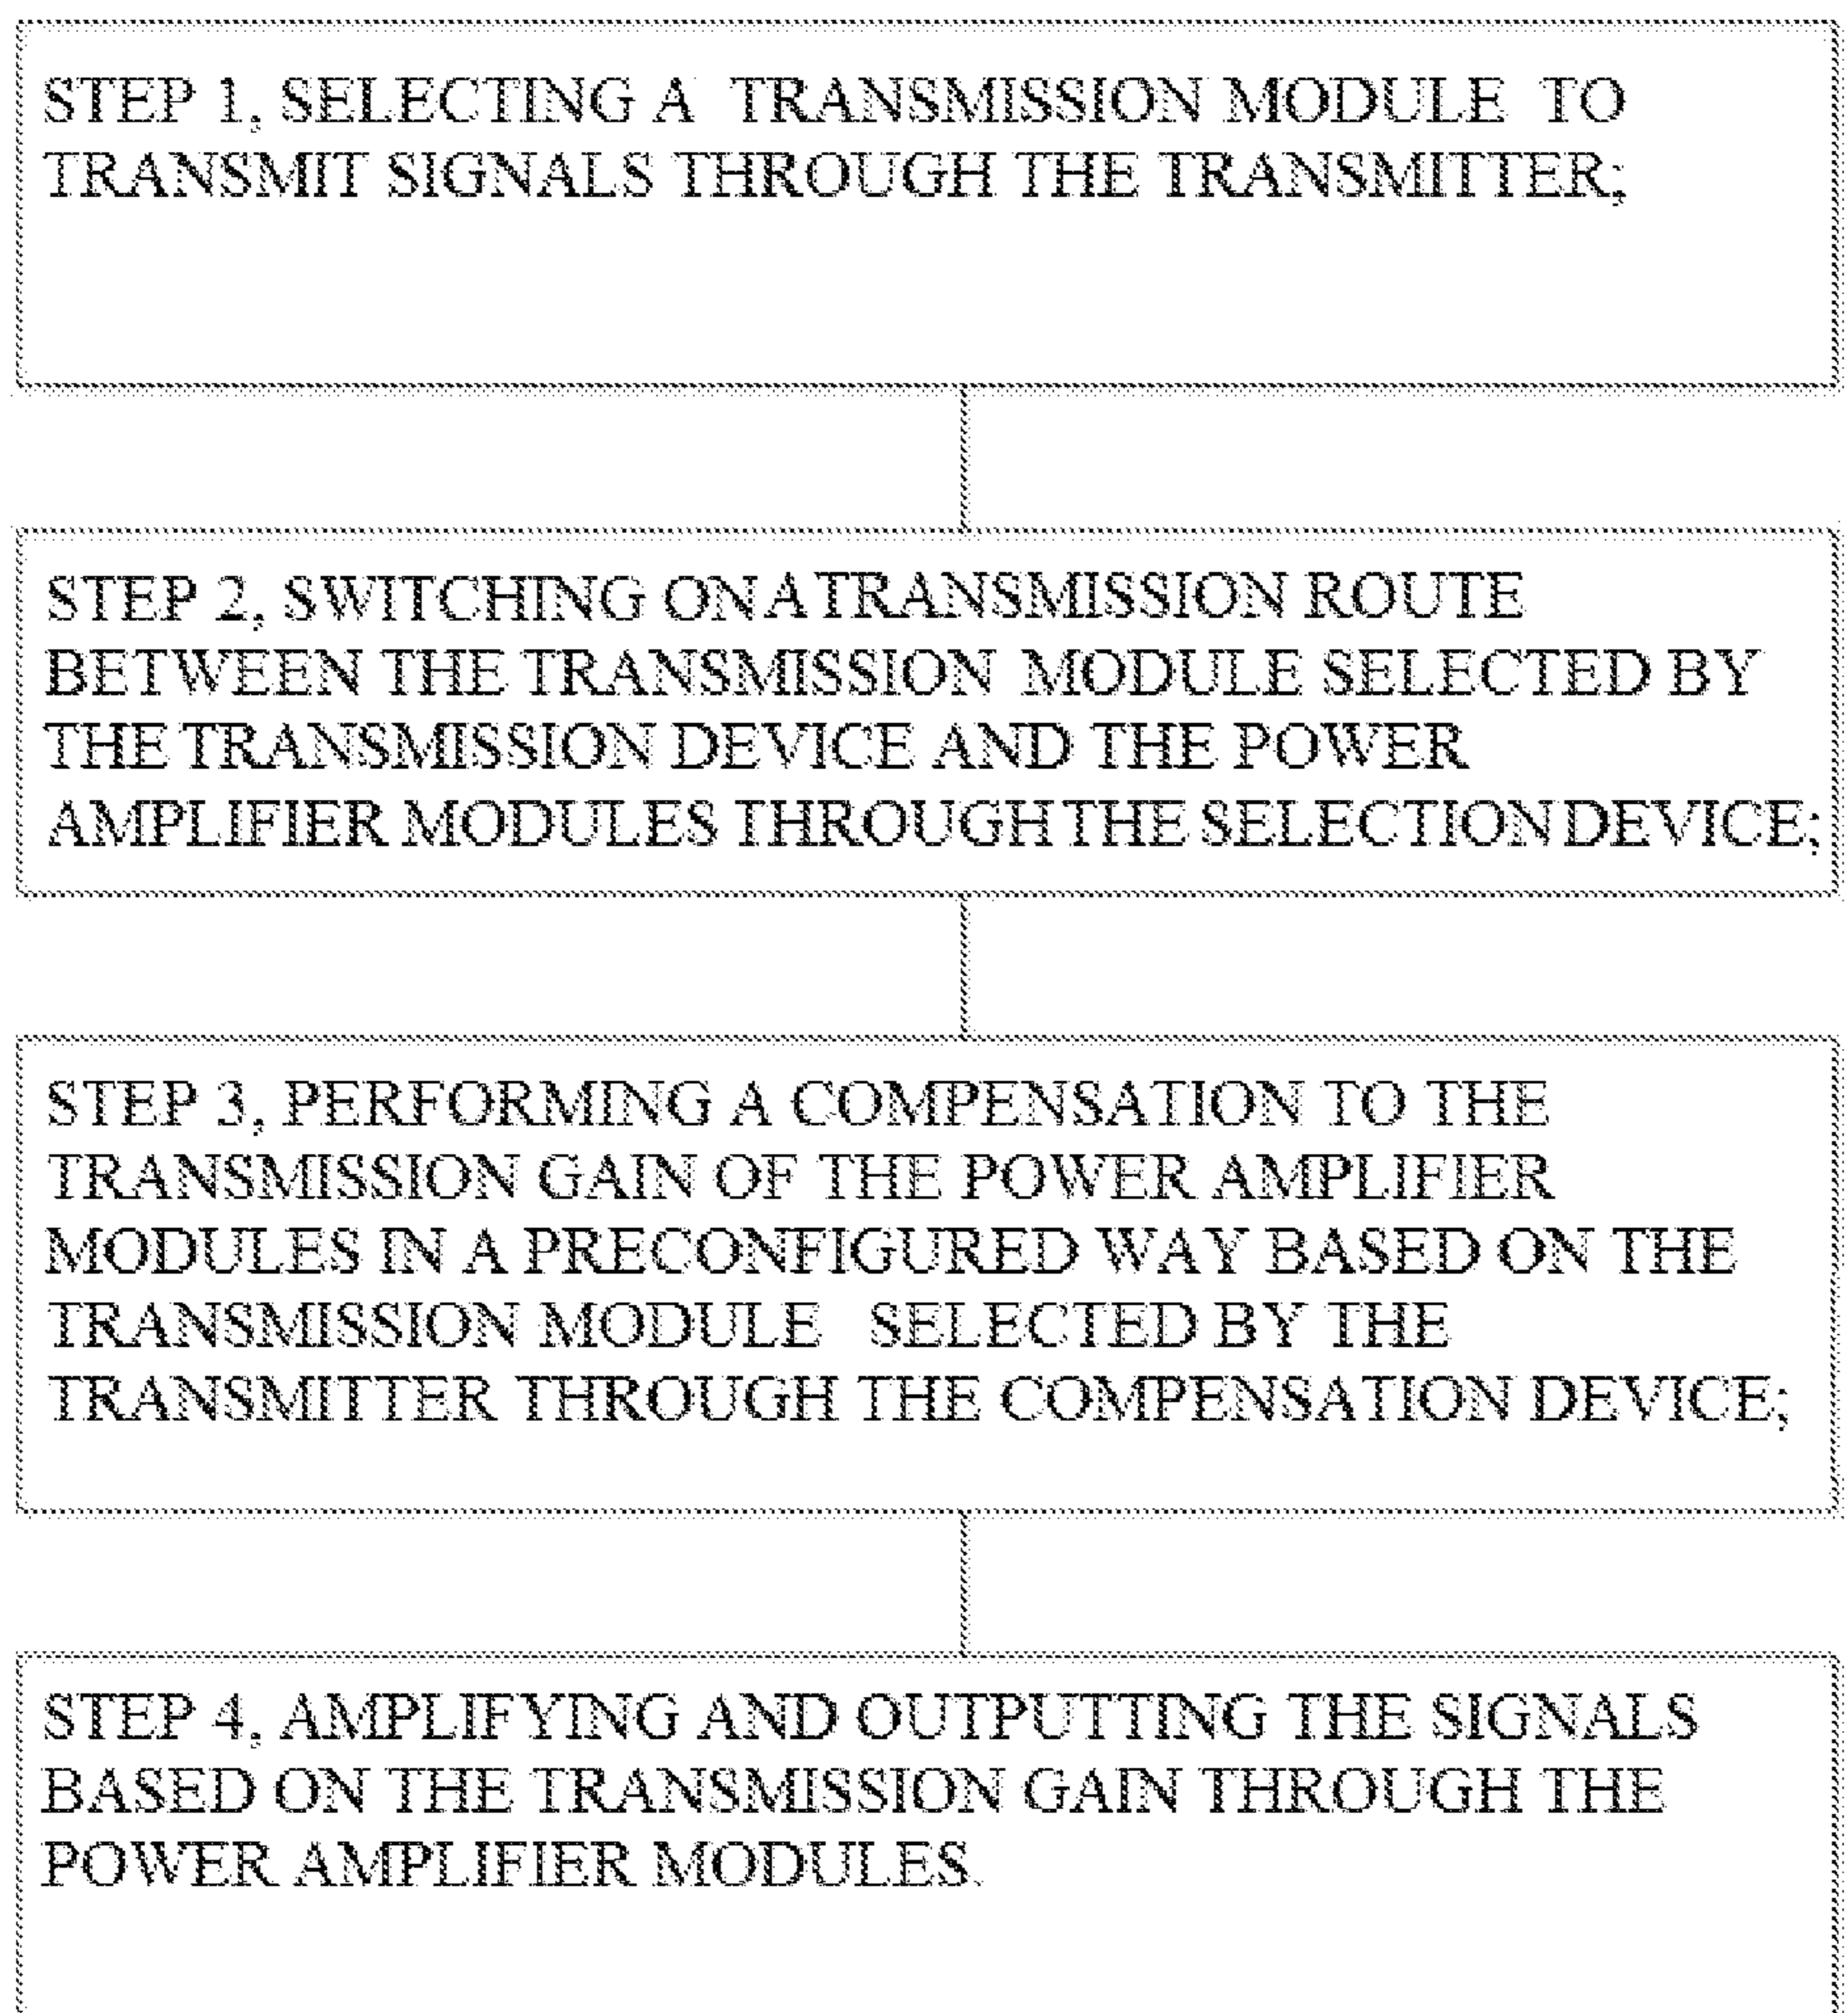 STEP 1, SELECTING A TRANSMISSION MODULE TO
TRANSMIT SIGNALS THROUGH THE TRANSMITTER;
STEP 2, SWITCHING ON A TRANSMISSION ROUTE
BETWEEN THE TRANSMISSION MODULE SELECTED BY
THE TRANSMISSION DEVICE AND THE POWER
AMPLIFIER MODULES THROUGH THE SELECTION DEVICE;
STEP 3, PERFORMING A COMPENSATION TO THE
TRANSMISSION GAIN OF THE POWER AMPLIFIER
MODULES IN A PRECONFIGURED WAY BASED ON THE
TRANSMISSION MODULE SELECTED BY THE
TRANSMITTER THROUGH THE COMPENSATION DEVICE;
STEP 4, AMPLIFYING AND OUTPUTTING THE SIGNALS
BASED ON THE TRANSMISSION GAIN THROUGH THE
POWER AMPLIFIER MODULES.